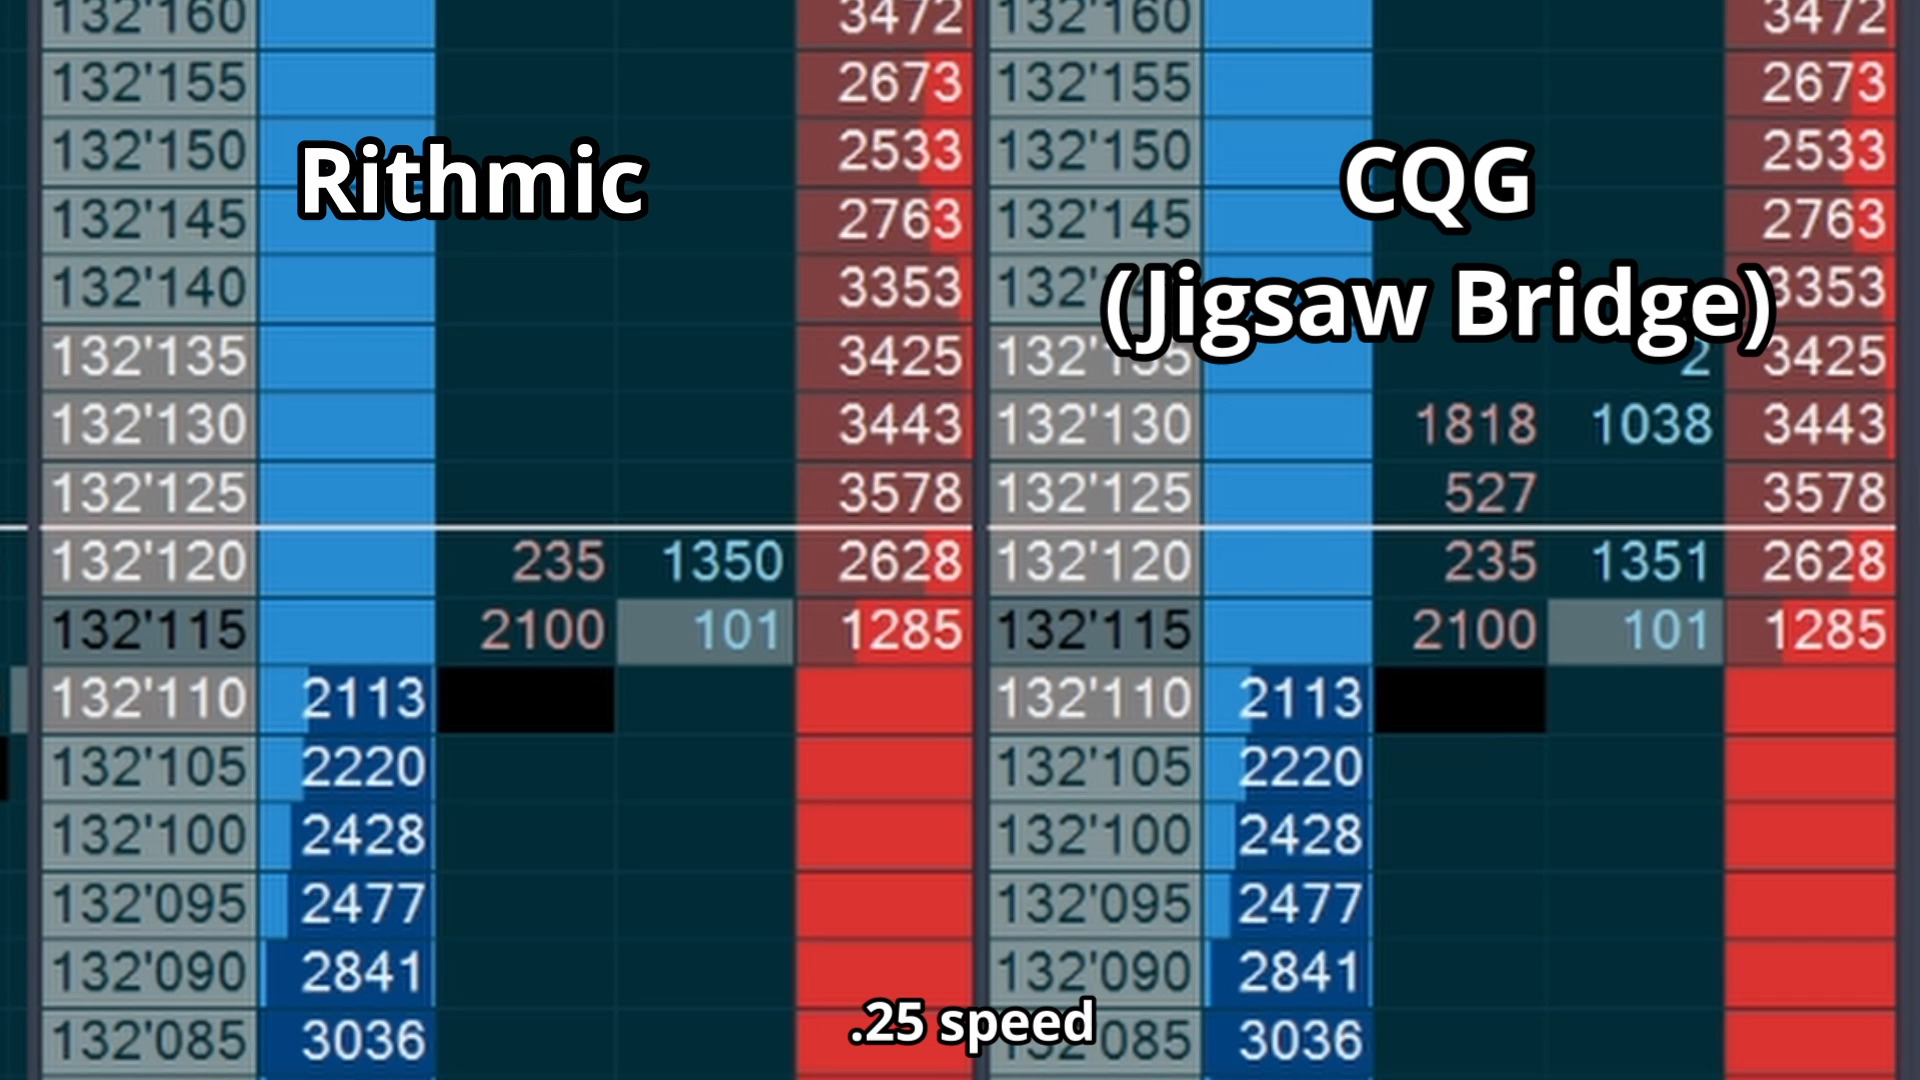 132'160 3472 132'160 3472
132'155 2673 132'155 2673
132'150 2533 132'150 2533
Rithmic CQG
132'145 2763 132'145 2763
132'140 3353 132' 3353
(Jigsaw Bridge)
132'135 3425 132'135 2 3425
132'130 3443 132'130 1818 1038 3443
132'125 3578 132'125 527 3578
132'120 235 1350 2628 132'120 235 1351 2628
132'115 2100 101 1285 132'115 2100 101 1285
132'110 2113 132'110 2113
132'105 2220 132'105 2220
132'100 2428 132'100 2428
132'095 2477 132'095 2477
132'090 2841 132'090 2841
.25 speed
132'085 3036 132'085 3036